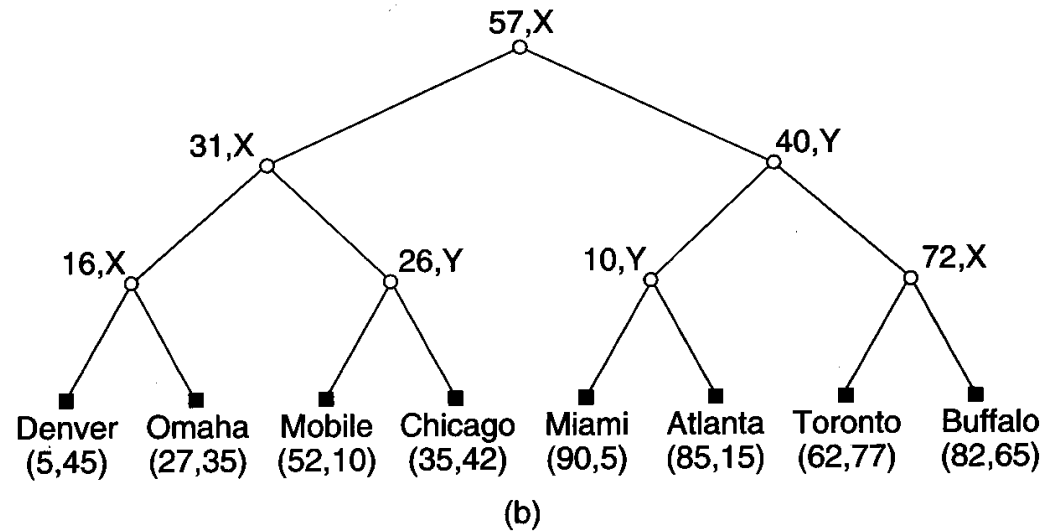 57,X
31,X
40,Y
16,X
26,Y
10,Y
72,X
Denver Omaha Mobile Chicago Miami Atlanta Toronto Buffalo
(5,45) (27,35) (52,10) (35,42) (90,5) (85,15) (62,77) (82,65)
(b)